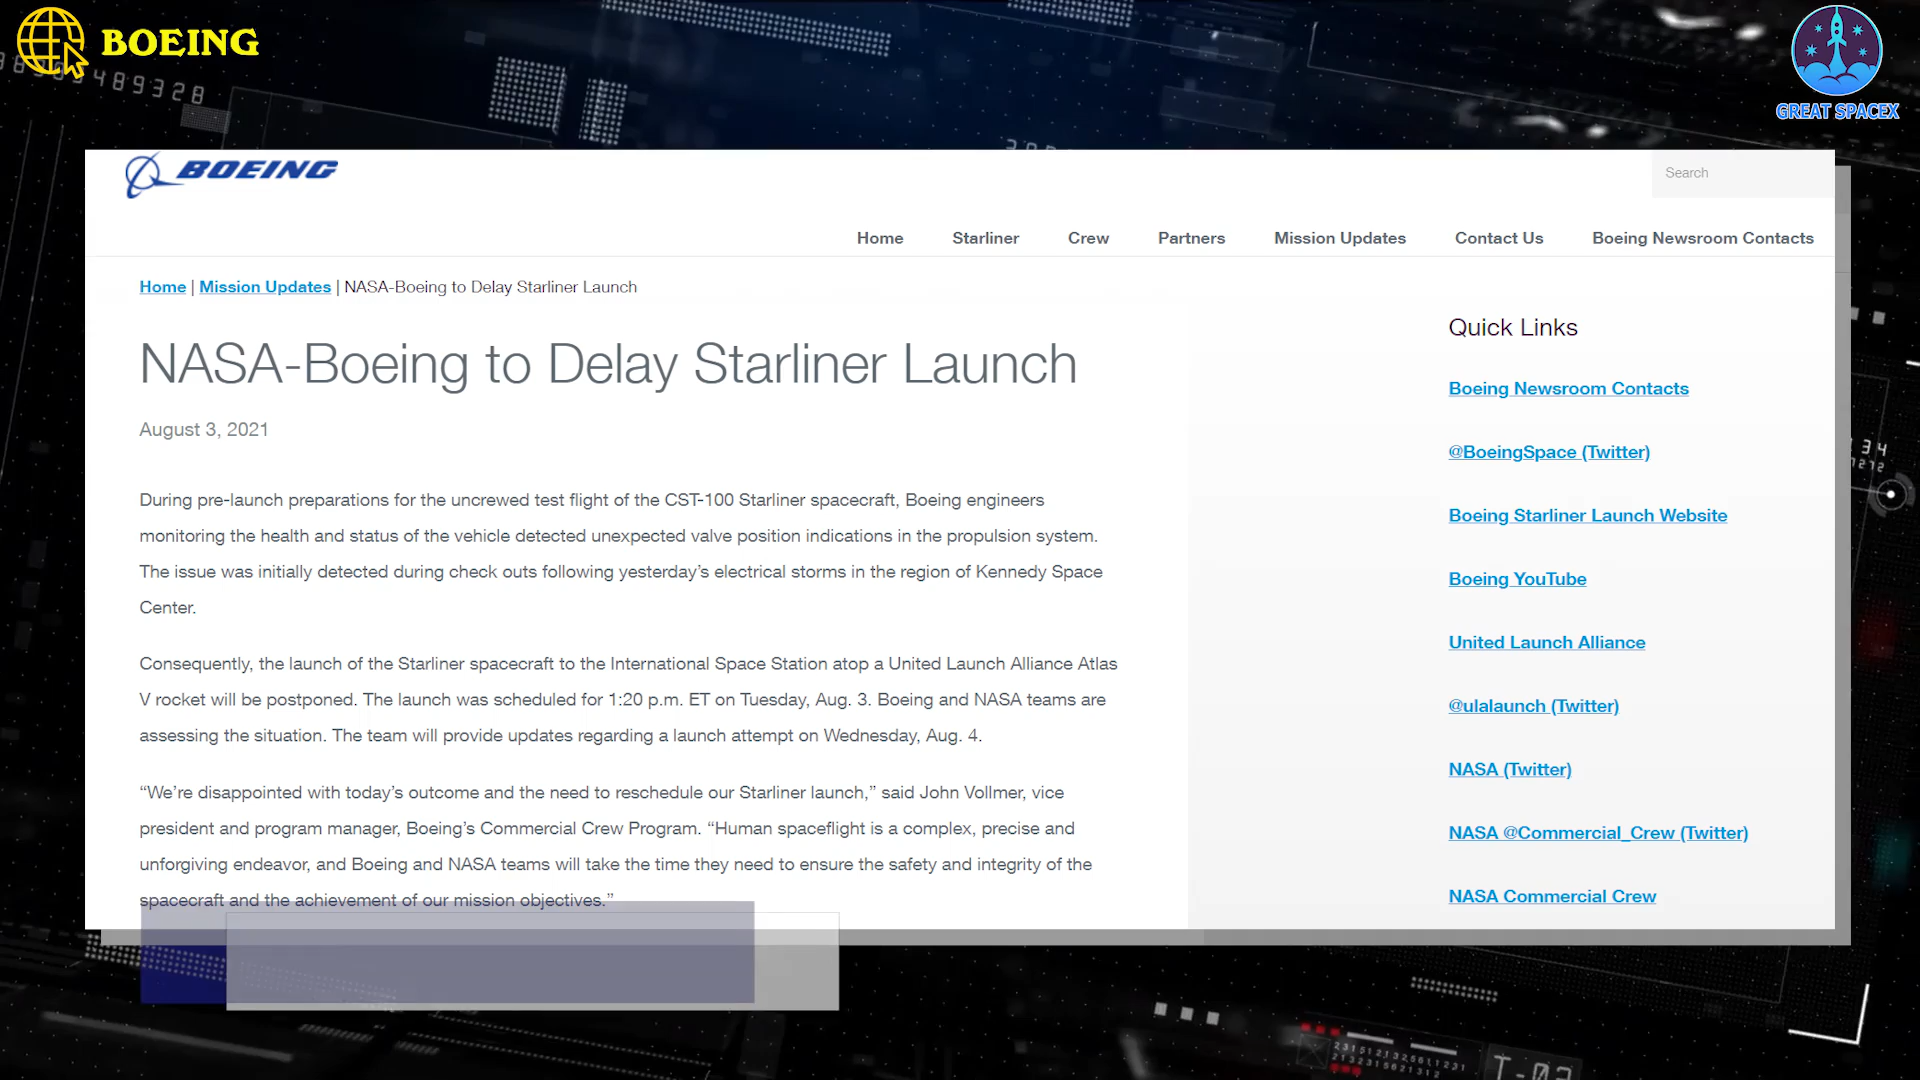 BOEING
GREAT SPACEX
489328
BOEING
Search
Home Starliner Crew Partners Mission Updates Contact Us Boeing Newsroom Contacts
Home | Mission Updates | NASA-Boeing to Delay Starliner Launch
NASA-Boeing to Delay Starliner Launch
August 3, 2021
During pre-launch preparations for the uncrewed test flight of the CST-100 Starliner spacecraft, Boeing engineers
monitoring the health and status of the vehicle detected unexpected valve position indications in the propulsion system.
The issue was initially detected during check outs following yesterday’s electrical storms in the region of Kennedy Space
Center.
Consequently, the launch of the Starliner spacecraft to the International Space Station atop a United Launch Alliance Atlas
V rocket will be postponed. The launch was scheduled for 1:20 p.m. ET on Tuesday, Aug. 3. Boeing and NASA teams are
assessing the situation. The team will provide updates regarding a launch attempt on Wednesday, Aug. 4.
“We’re disappointed with today’s outcome and the need to reschedule our Starliner launch,” said John Vollmer, vice
president and program manager, Boeing’s Commercial Crew Program. “Human spaceflight is a complex, precise and
unforgiving endeavor, and Boeing and NASA teams will take the time they need to ensure the safety and integrity of the
spacecraft and the achievement of our mission objectives.”
Quick Links
Boeing Newsroom Contacts
@BoeingSpace (Twitter)
Boeing Starliner Launch Website
Boeing YouTube
United Launch Alliance
@ulalaunch (Twitter)
NASA (Twitter)
NASA @Commercial_Crew (Twitter)
NASA Commercial Crew